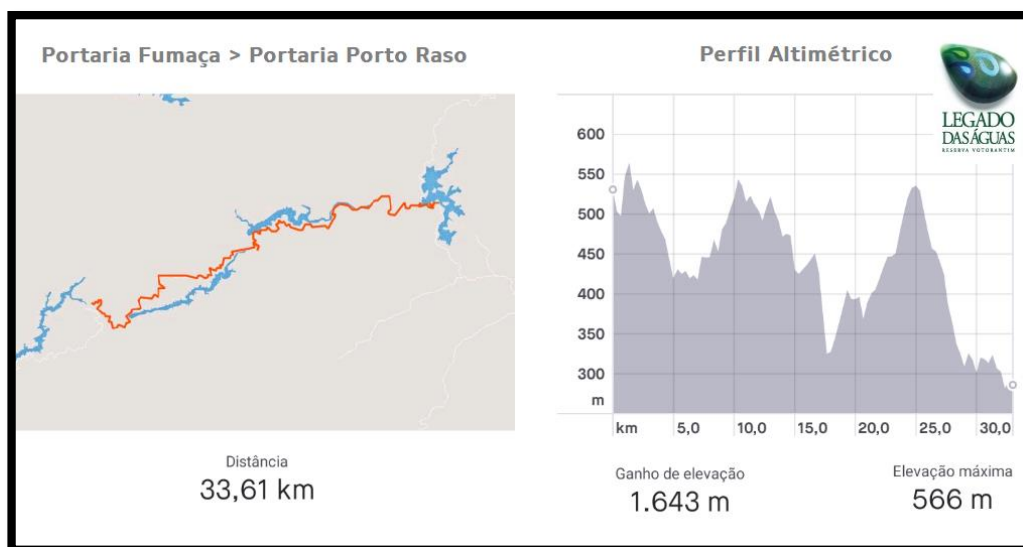 Portaria Fumaça > Portaria Porto Raso
Distância
33,61 km
Perfil Altimétrico
LEGADO
DASÁGUAS
RESERVA VOTORANTIM
600
550
500
450
400
350
300
m
km 5,0 10,0 15,0 20,0 25,0 30,0
Ganho de elevação
1.643 m
Elevação máxima
566 m